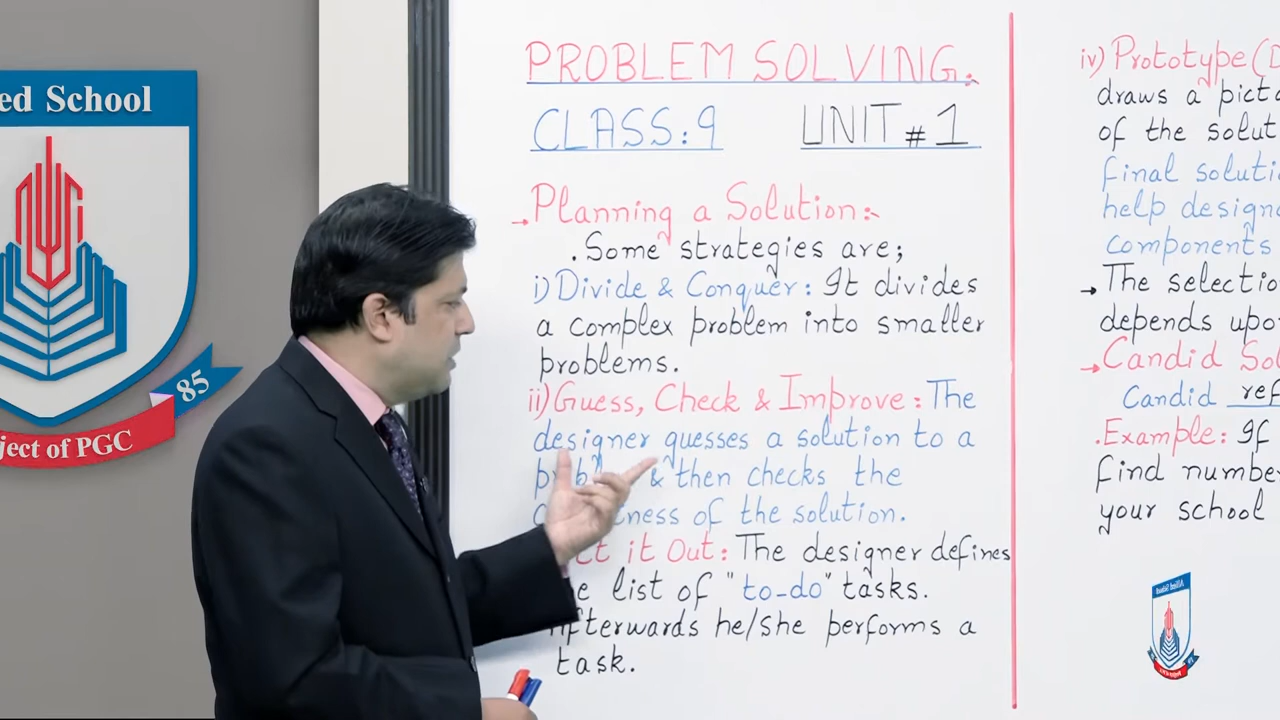 ed School
85
ject of PGC
PROBLEM SOLVING.
CLASS: 9 UNIT # 1
→Planning a Solution:
.Some strategies are;
i) Divide & Conquer: It divides
a complex problem into smaller
problems.
ii) Guess, Check & Improve: The
designer guesses a solution to a
& then checks the
of the solution.
it Out: The designer defines
list of "to-do" tasks.
Afterwards he/she performs a
task.
iv) Prototype (D
draws a pict
of the solut
final soluti
help design
components
→The selectio
depends upo
→Candid Sol
Candid ref
.Example: If
find number
your school
Allied School